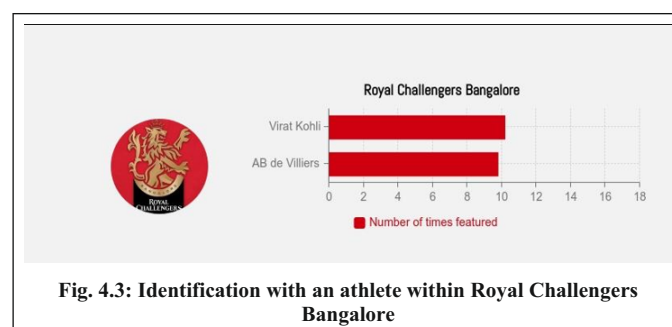 Royal Challengers Bangalore
Virat Kohli
AB de Villiers
0 2 4 6 8 10 12 14 16 18
Number of times featured
ROYAL
CHALLENGERS
Fig. 4.3: Identification with an athlete within Royal Challengers
Bangalore